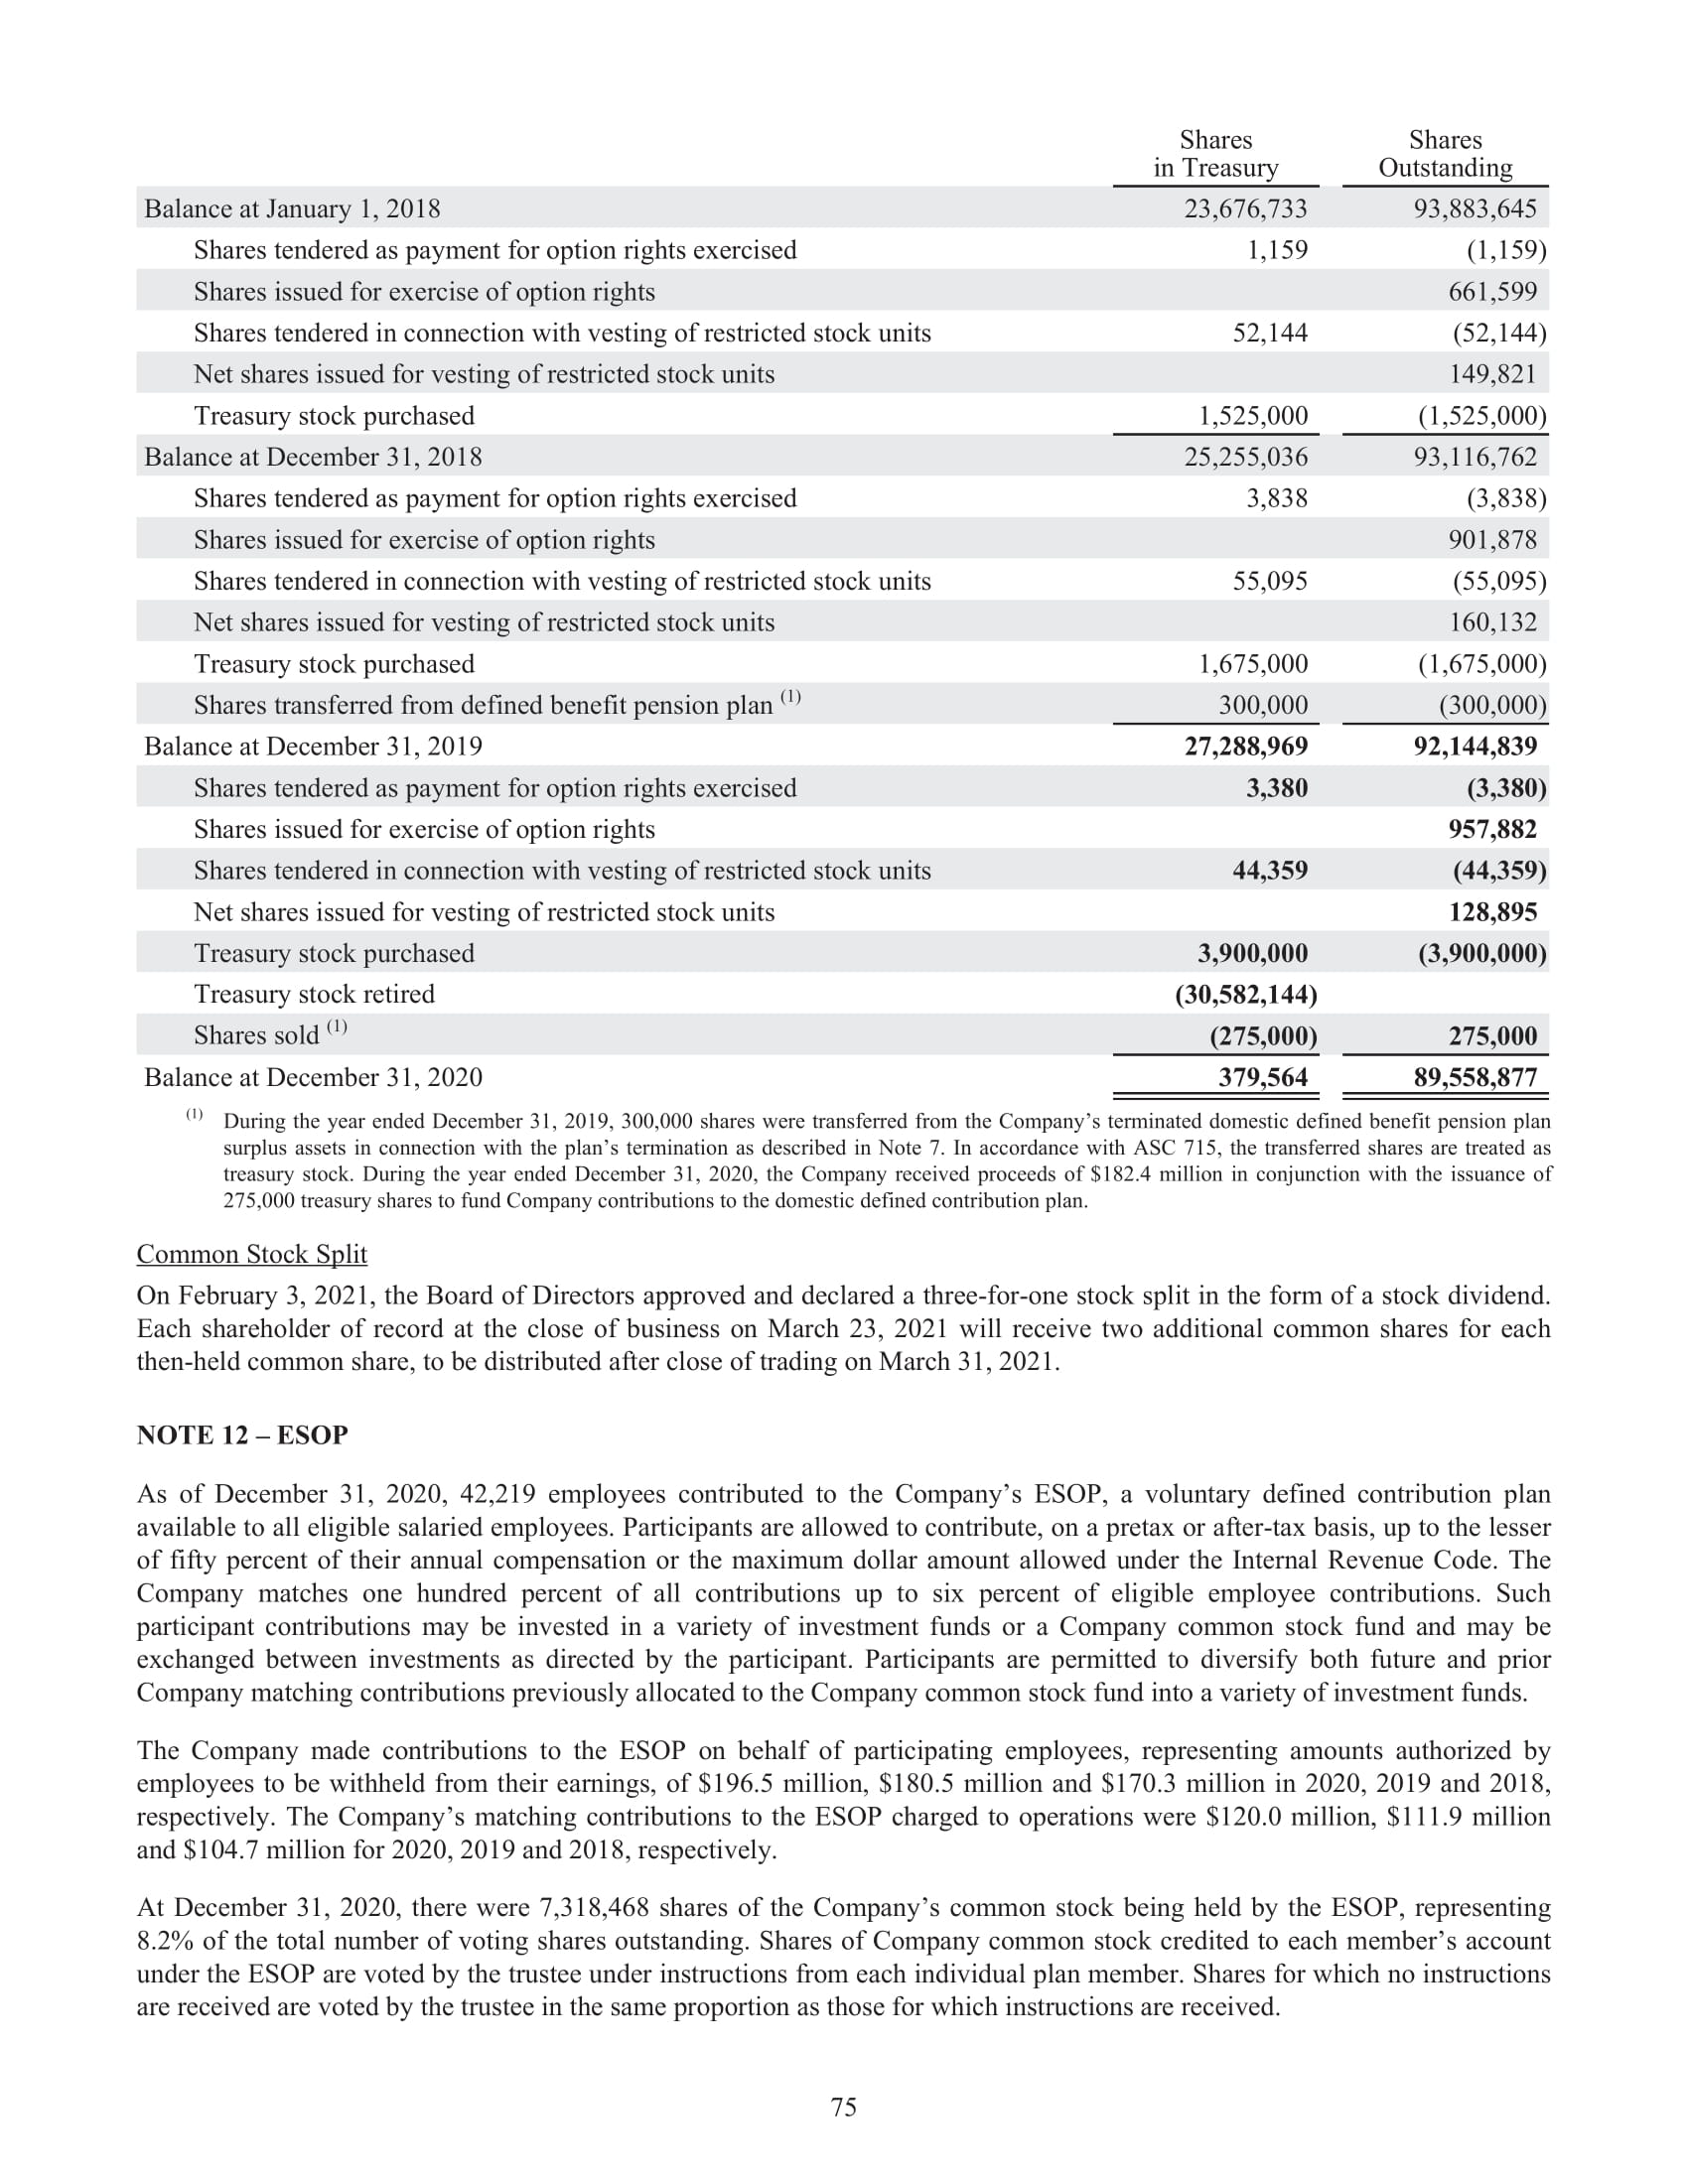 Shares in Treasury Shares Outstanding
Balance at January 1, 2018 23,676,733 93,883,645
Shares tendered as payment for option rights exercised 1,159 (1,159)
Shares issued for exercise of option rights 661,599
Shares tendered in connection with vesting of restricted stock units 52,144 (52,144)
Net shares issued for vesting of restricted stock units 149,821
Treasury stock purchased 1,525,000 (1,525,000)
Balance at December 31, 2018 25,255,036 93,116,762
Shares tendered as payment for option rights exercised 3,838 (3,838)
Shares issued for exercise of option rights 901,878
Shares tendered in connection with vesting of restricted stock units 55,095 (55,095)
Net shares issued for vesting of restricted stock units 160,132
Treasury stock purchased 1,675,000 (1,675,000)
Shares transferred from defined benefit pension plan (1) 300,000 (300,000)
Balance at December 31, 2019 27,288,969 92,144,839
Shares tendered as payment for option rights exercised 3,380 (3,380)
Shares issued for exercise of option rights 957,882
Shares tendered in connection with vesting of restricted stock units 44,359 (44,359)
Net shares issued for vesting of restricted stock units 128,895
Treasury stock purchased 3,900,000 (3,900,000)
Treasury stock retired (30,582,144)
Shares sold (1) (275,000) 275,000
Balance at December 31, 2020 379,564 89,558,877
(1) During the year ended December 31, 2019, 300,000 shares were transferred from the Company’s terminated domestic defined benefit pension plan
surplus assets in connection with the plan’s termination as described in Note 7. In accordance with ASC 715, the transferred shares are treated as
treasury stock. During the year ended December 31, 2020, the Company received proceeds of $182.4 million in conjunction with the issuance of
275,000 treasury shares to fund Company contributions to the domestic defined contribution plan.
Common Stock Split
On February 3, 2021, the Board of Directors approved and declared a three-for-one stock split in the form of a stock dividend.
Each shareholder of record at the close of business on March 23, 2021 will receive two additional common shares for each
then-held common share, to be distributed after close of trading on March 31, 2021.
NOTE 12 – ESOP
As of December 31, 2020, 42,219 employees contributed to the Company’s ESOP, a voluntary defined contribution plan
available to all eligible salaried employees. Participants are allowed to contribute, on a pretax or after-tax basis, up to the lesser
of fifty percent of their annual compensation or the maximum dollar amount allowed under the Internal Revenue Code. The
Company matches one hundred percent of all contributions up to six percent of eligible employee contributions. Such
participant contributions may be invested in a variety of investment funds or a Company common stock fund and may be
exchanged between investments as directed by the participant. Participants are permitted to diversify both future and prior
Company matching contributions previously allocated to the Company common stock fund into a variety of investment funds.
The Company made contributions to the ESOP on behalf of participating employees, representing amounts authorized by
employees to be withheld from their earnings, of $196.5 million, $180.5 million and $170.3 million in 2020, 2019 and 2018,
respectively. The Company’s matching contributions to the ESOP charged to operations were $120.0 million, $111.9 million
and $104.7 million for 2020, 2019 and 2018, respectively.
At December 31, 2020, there were 7,318,468 shares of the Company’s common stock being held by the ESOP, representing
8.2% of the total number of voting shares outstanding. Shares of Company common stock credited to each member’s account
under the ESOP are voted by the trustee under instructions from each individual plan member. Shares for which no instructions
are received are voted by the trustee in the same proportion as those for which instructions are received.
75